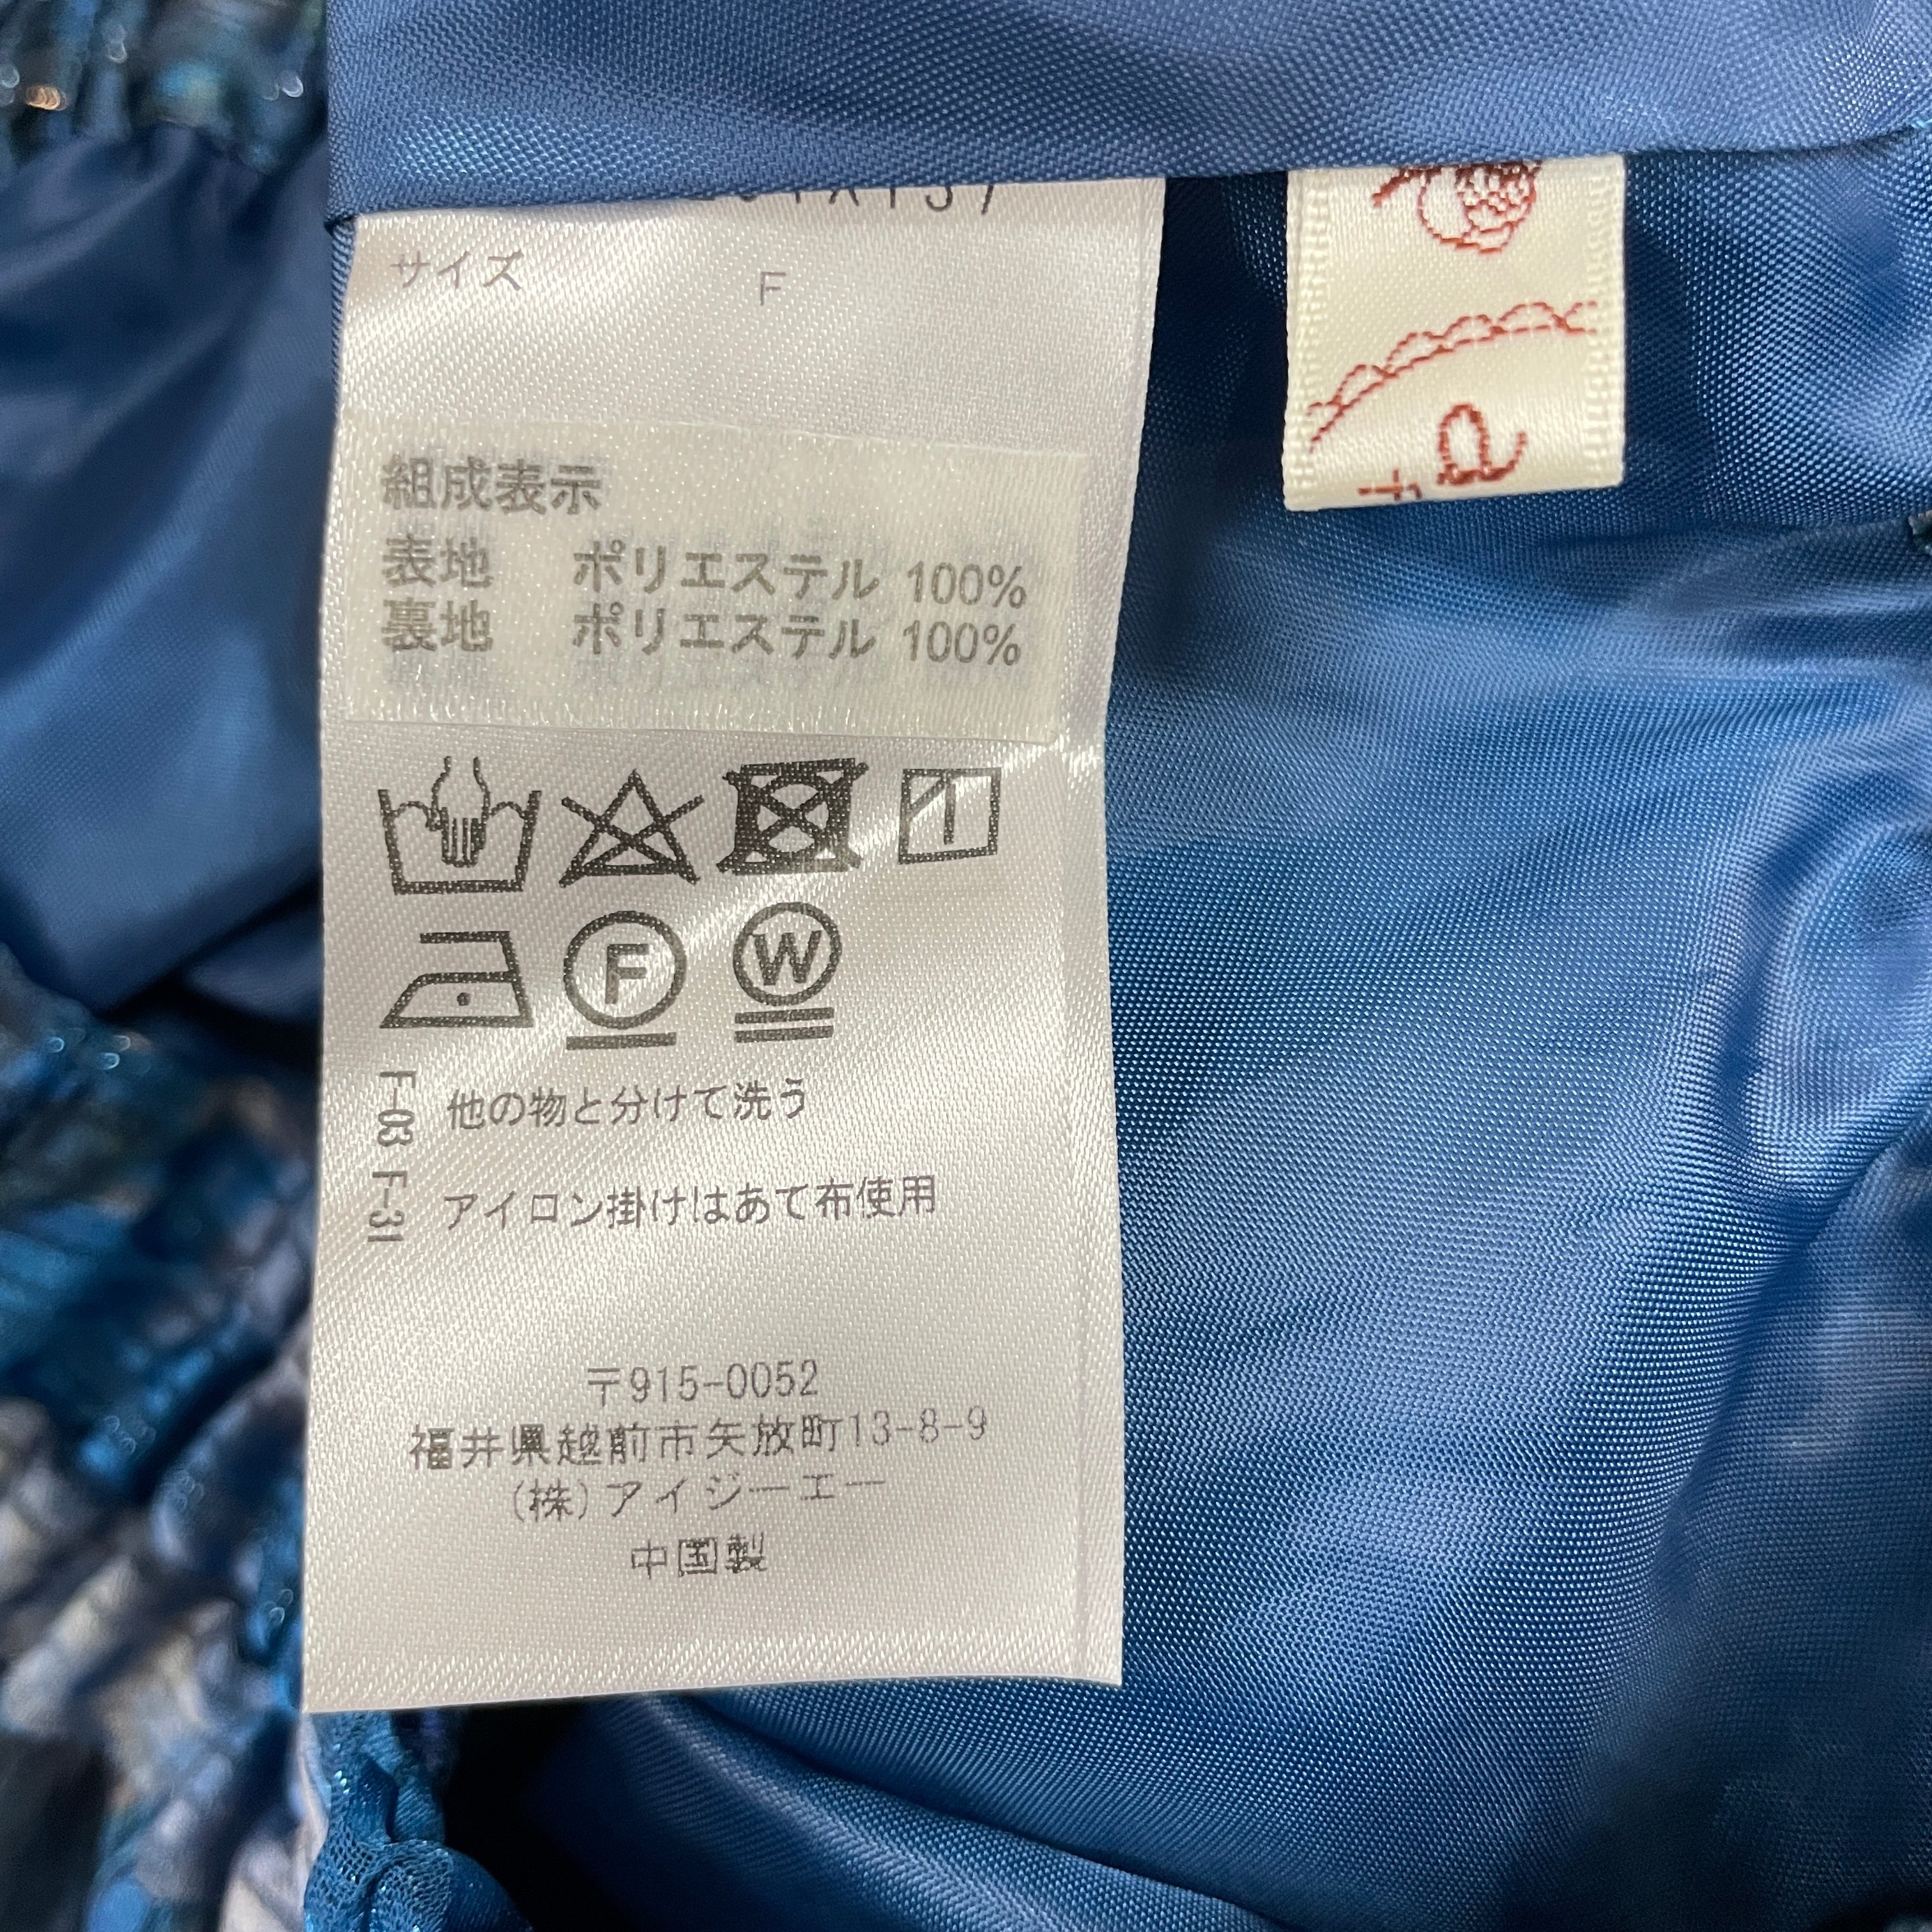 サイズ F
組成表示
表地 ポリエステル 100%
裏地 ポリエステル 100%
F
W
F-03 F-31
他の物と分けて洗う
アイロン掛けはあて布使用
〒915-0052
福井県越前市矢放町13-8-9
(株)アイジーエー
中国製